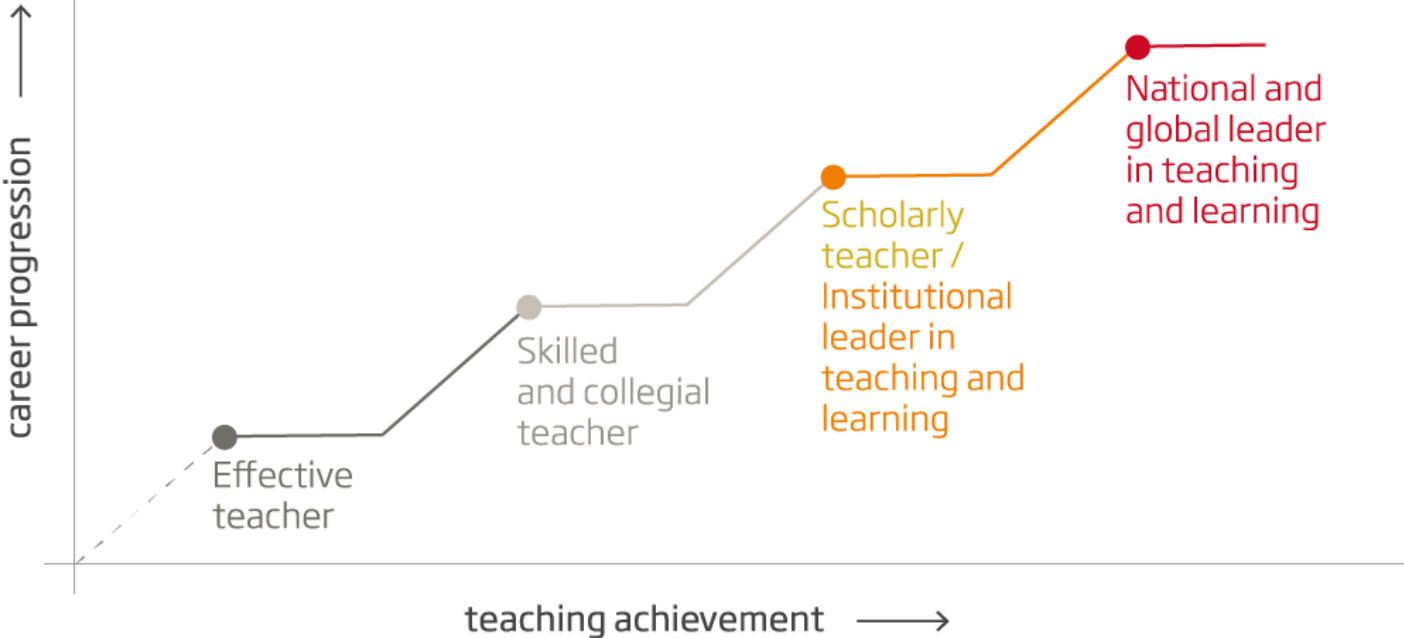 career progression
National and
global leader
in teaching
and learning
Scholarly
teacher /
Institutional
leader in
teaching and
learning
Skilled
and collegial
teacher
Effective
teacher
teaching achievement